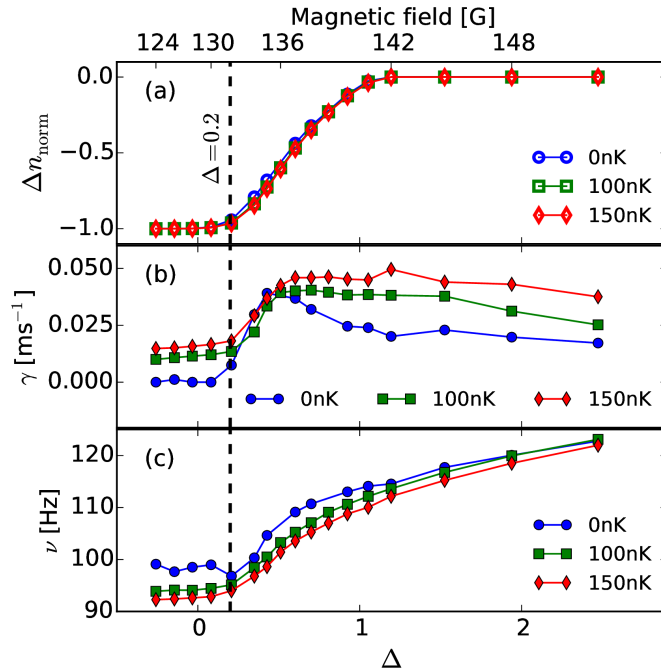 Magnetic field [G]
124 130 136 142 148
0.0
−0.5
−1.0
Δn_norm
(a)
Δ=0.2
0nK
100nK
150nK
0.050
0.025
0.000
γ [ms⁻¹]
(b)
0nK 100nK 150nK
120
110
100
90
ν [Hz]
(c)
0nK
100nK
150nK
0 1 2
Δ